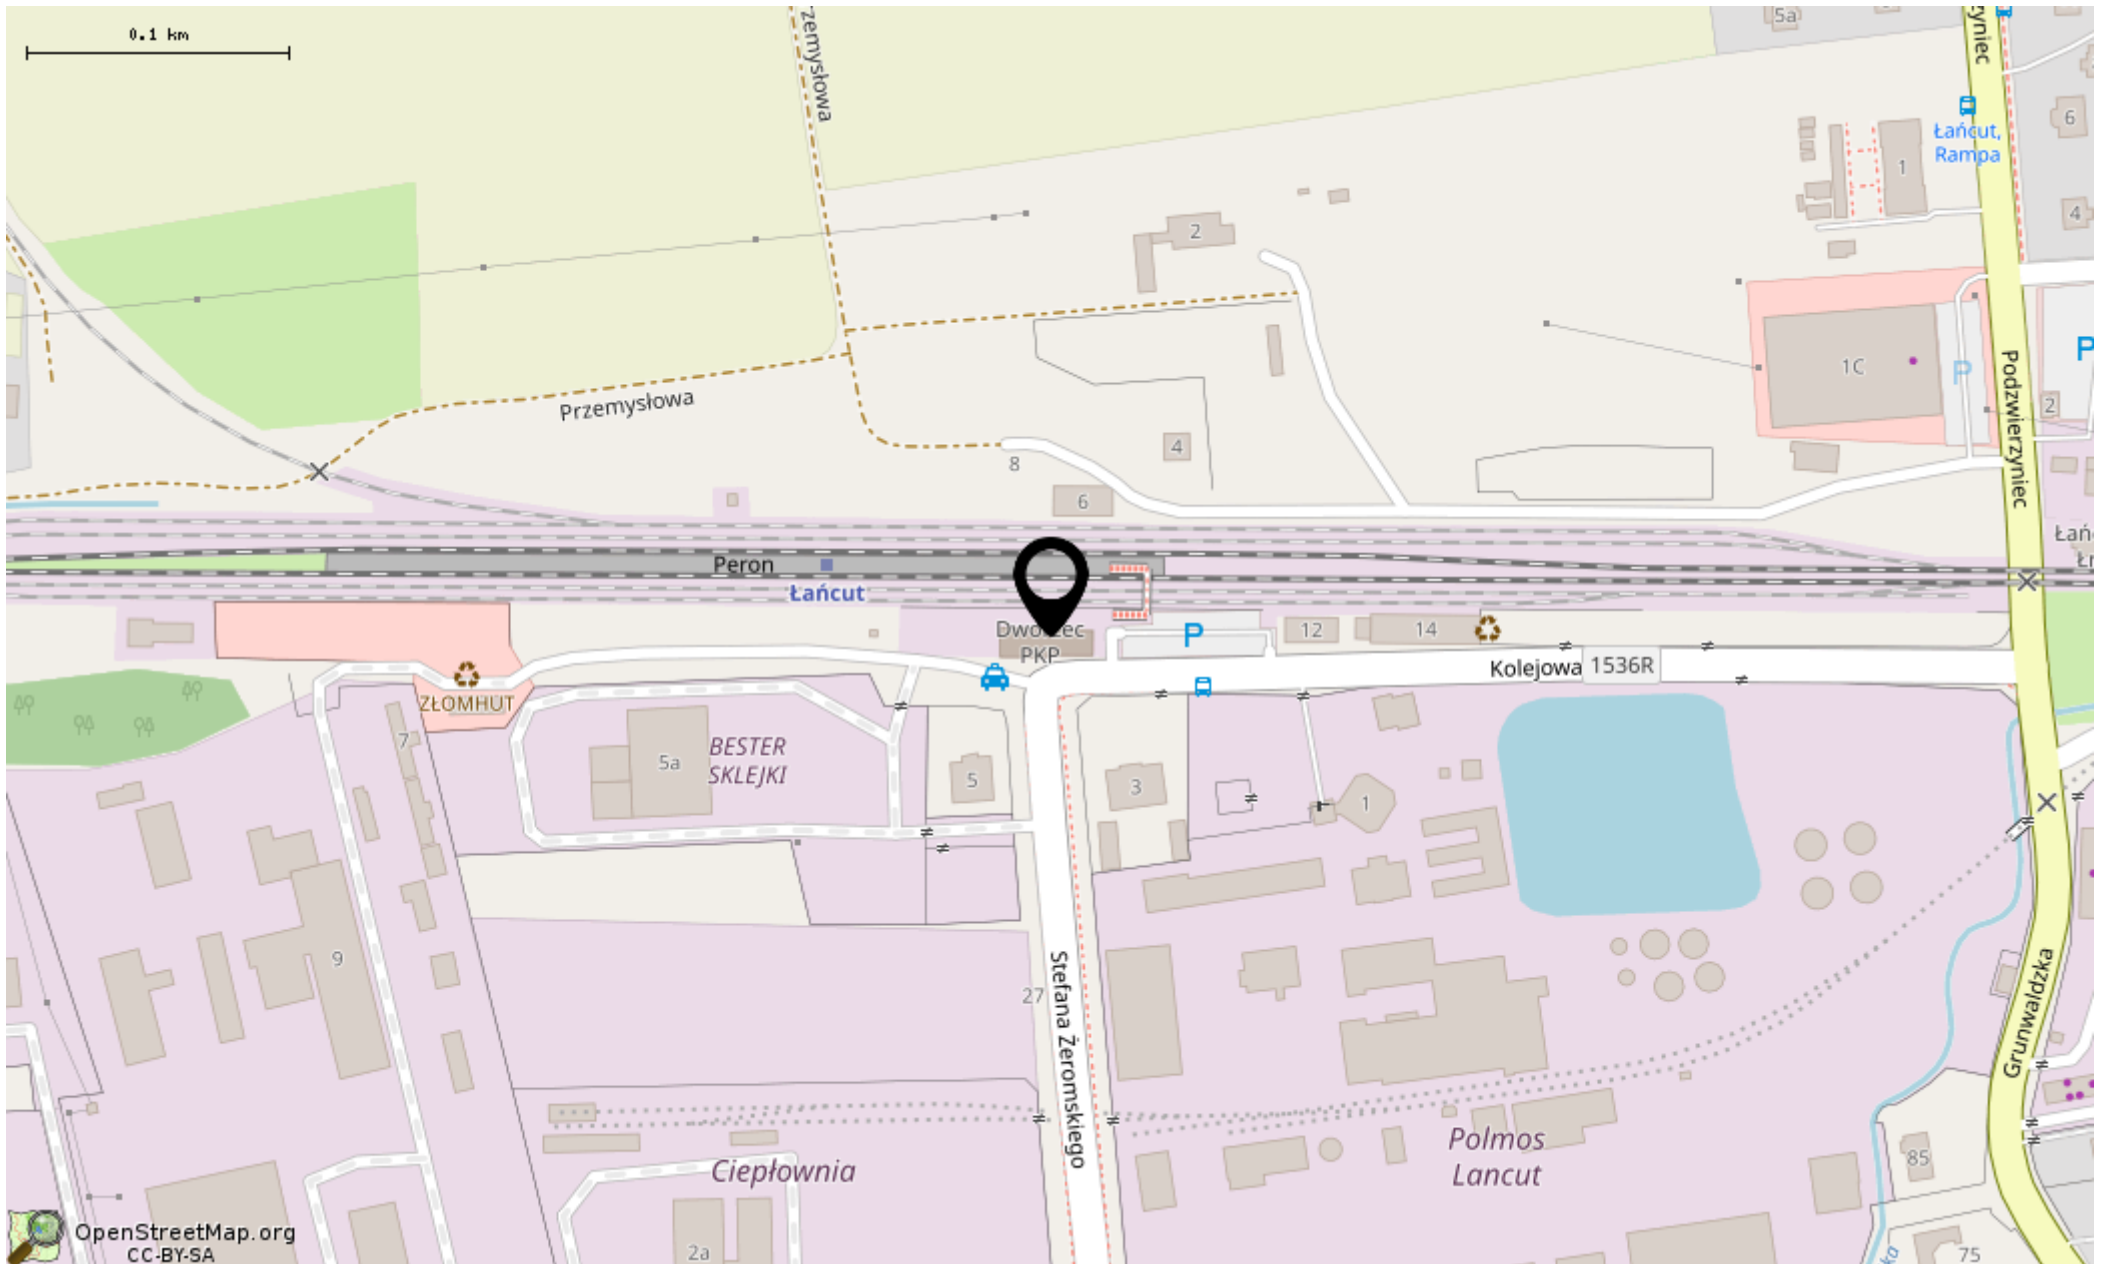 0.1 km
zemysłowa
5a
zyniec
6
Łańcut,
Rampa
1
4
2
1C
P
P
Podzwierzyniec
2
Przemysłowa
4
8
6
Peron
Łańcut
Dworzec
PKP
P
12
14
Kolejowa
1536R
ZŁOMHUT
7
5a
BESTER
SKLEJKI
5
3
1
9
27
Stefana Żeromskiego
Grunwaldzka
Ciepłownia
Polmos
Lancut
85
2a
75
OpenStreetMap.org
CC-BY-SA